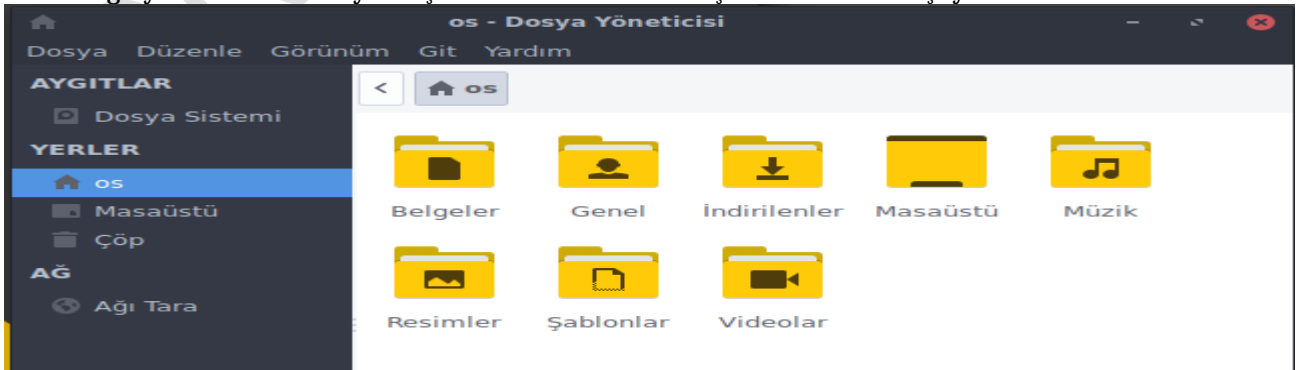 os - Dosya Yöneticisi
Dosya Düzenle Görünüm Git Yardım
AYGITLAR
Dosya Sistemi
YERLER
os
Masaüstü
Çöp
AĞ
Ağı Tara
< os
Belgeler Genel İndirilenler Masaüstü Müzik
Resimler Şablonlar Videolar